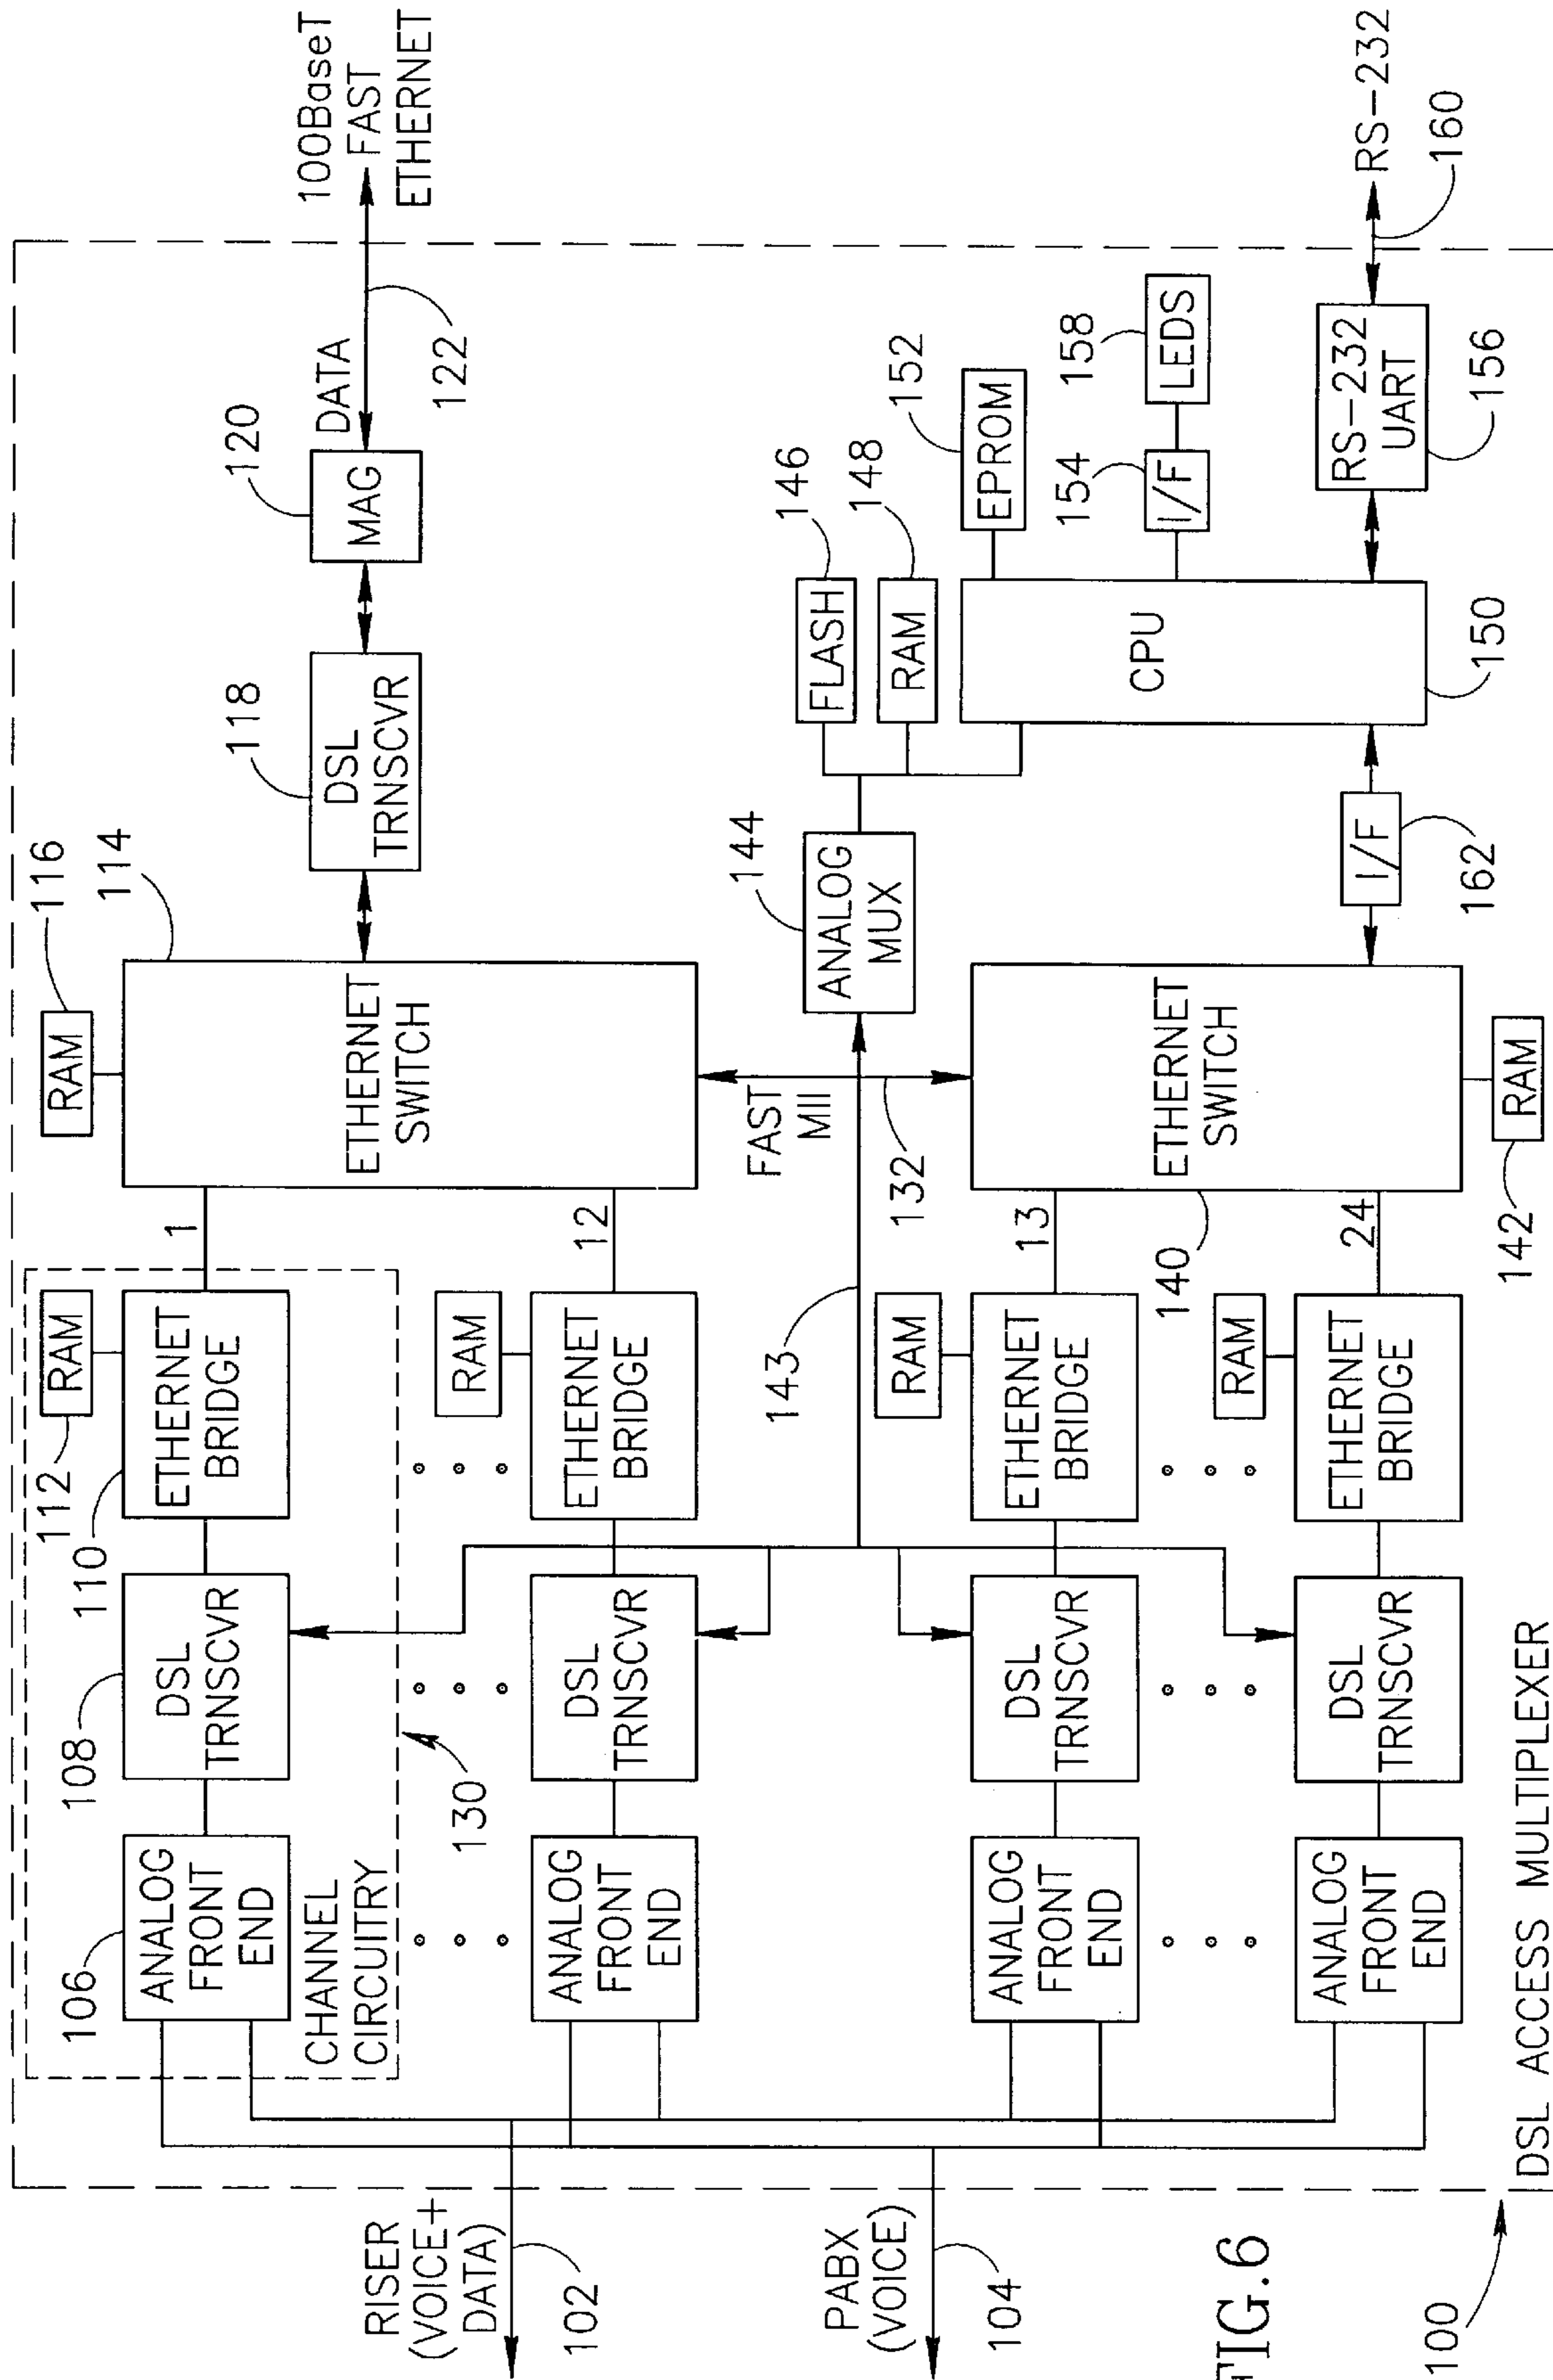 RISER
(VOICE+
DATA)
102
PABX
(VOICE)
104
FIG.6
100
DSL ACCESS MULTIPLEXER
106
ANALOG
FRONT
END
CHANNEL
CIRCUITRY
130
108
DSL
TRNSCVR
110
ETHERNET
BRIDGE
112
RAM
1
ANALOG
FRONT
END
DSL
TRNSCVR
ETHERNET
BRIDGE
RAM
12
ANALOG
FRONT
END
DSL
TRNSCVR
ETHERNET
BRIDGE
RAM
13
ANALOG
FRONT
END
DSL
TRNSCVR
ETHERNET
BRIDGE
RAM
24
143
RAM
116
114
ETHERNET
SWITCH
FAST
MII
132
140
ETHERNET
SWITCH
RAM
142
118
DSL
TRNSCVR
120
MAG
DATA
122
100BaseT
FAST
ETHERNET
144
ANALOG
MUX
FLASH
146
RAM
148
CPU
150
EPROM
152
154
I/F
158
LEDS
RS-232
UART
156
RS-232
160
I/F
162